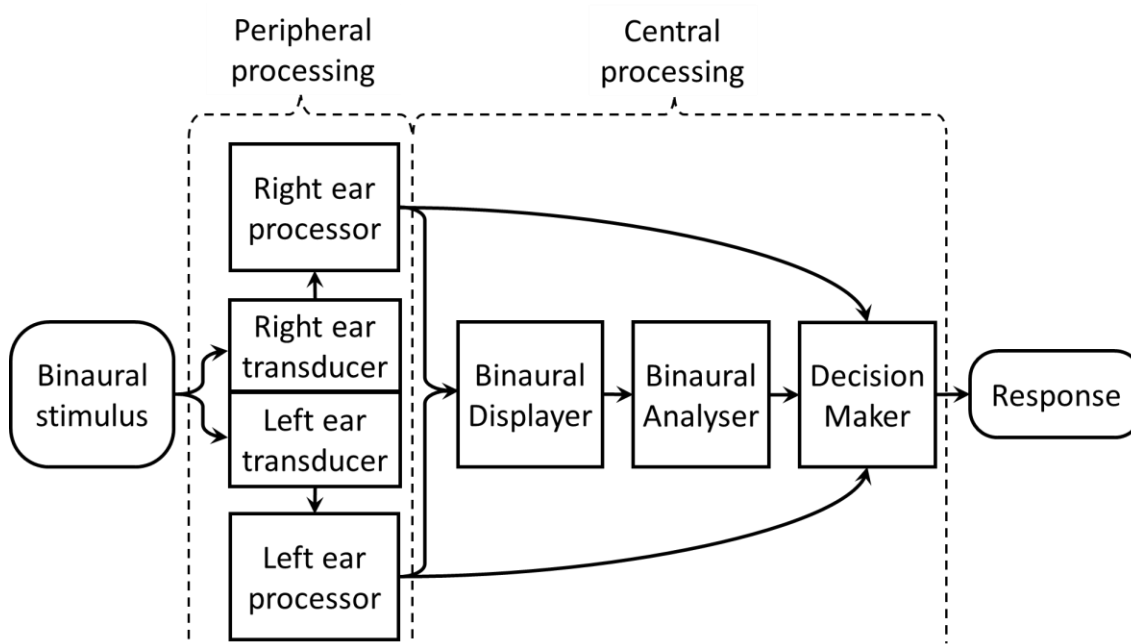 Peripheral
processing
Central
processing
Right ear
processor
Right ear
transducer
Binaural
stimulus
Left ear
transducer
Left ear
processor
Binaural
Displayer
Binaural
Analyser
Decision
Maker
Response